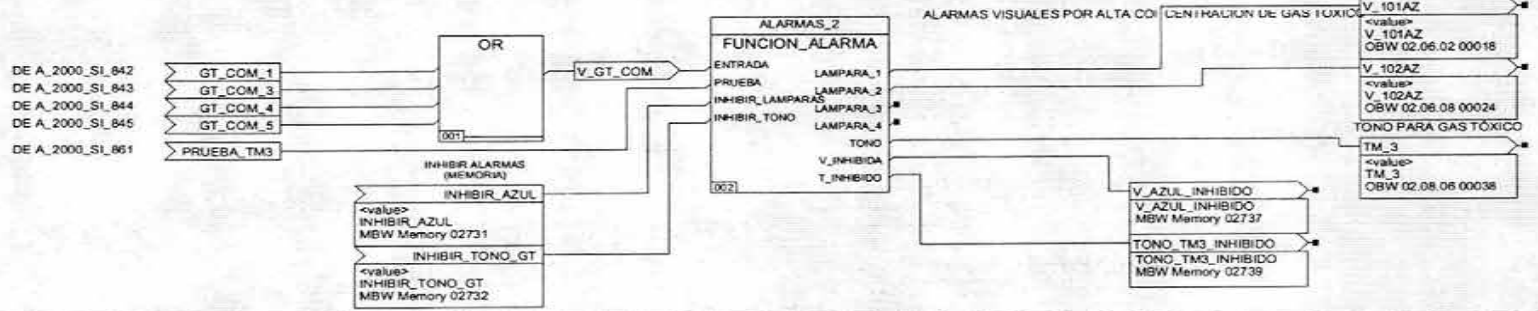 DE A_2000_SI_842
DE A_2000_SI_843
DE A_2000_SI_844
DE A_2000_SI_845
DE A_2000_SI_861
GT_COM_1
GT_COM_3
GT_COM_4
GT_COM_5
PRUEBA_TM3
OR
001
V_GT_COM
INHIBIR ALARMAS
(MEMORIA)
INHIBIR_AZUL
<value>
INHIBIR_AZUL
MBW Memory 02731
INHIBIR_TONO_GT
<value>
INHIBIR_TONO_GT
MBW Memory 02732
ALARMAS_2
FUNCION_ALARMA
ENTRADA
PRUEBA
INHIBIR_LAMPARAS
INHIBIR_TONO
LAMPARA_1
LAMPARA_2
LAMPARA_3
LAMPARA_4
TONO
V_INHIBIDA
T_INHIBIDO
002
ALARMAS VISUALES POR ALTA CO CENTRACION DE GAS TOXICO
V_101AZ
<value>
V_101AZ
OBW 02.06.02 00018
V_102AZ
<value>
V_102AZ
OBW 02.06.08 00024
TONO PARA GAS TÓXICO
TM_3
<value>
TM_3
OBW 02.08.06 00038
V_AZUL_INHIBIDO
V_AZUL_INHIBIDO
MBW Memory 02737
TONO_TM3_INHIBIDO
TONO_TM3_INHIBIDO
MBW Memory 02739